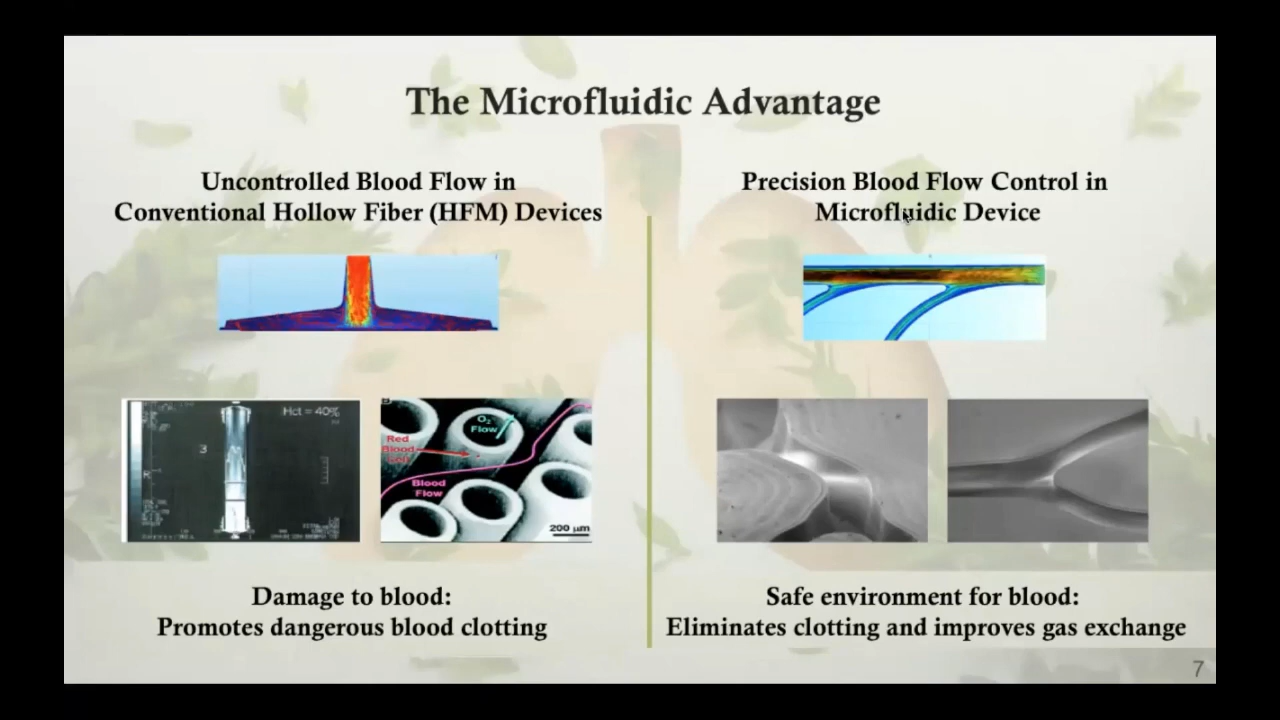 The Microfluidic Advantage
Uncontrolled Blood Flow in
Conventional Hollow Fiber (HFM) Devices
Precision Blood Flow Control in
Microfluidic Device
Hct = 40%
3
R
O₂
Flow
Red
Blood
Cell
Blood
Flow
200 µm
Damage to blood:
Promotes dangerous blood clotting
Safe environment for blood:
Eliminates clotting and improves gas exchange
7